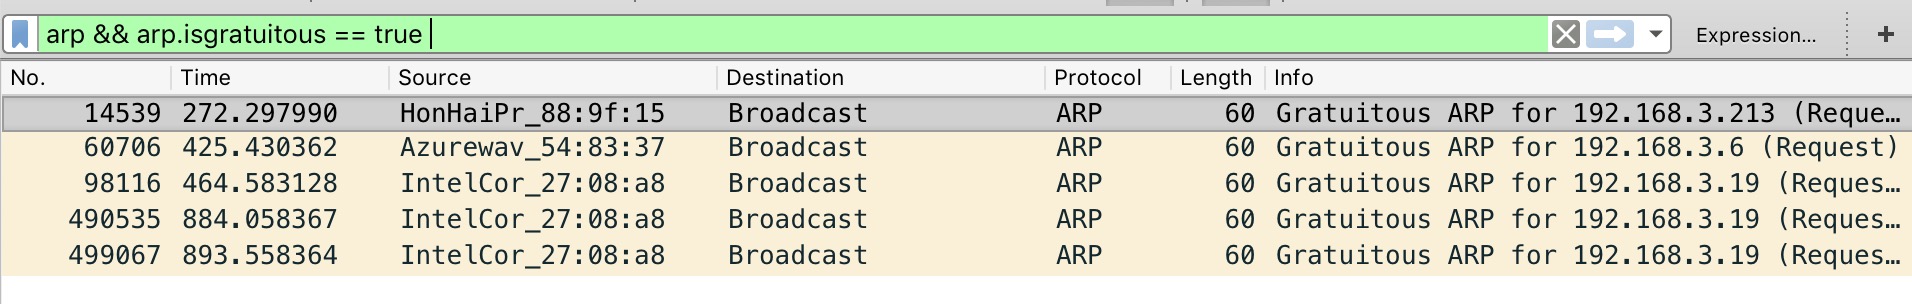 arp && arp.isgratuitous == true
Expression... +
No. Time Source Destination Protocol Length Info
14539 272.297990 HonHaiPr_88:9f:15 Broadcast ARP 60 Gratuitous ARP for 192.168.3.213 (Reque…
60706 425.430362 Azurewav_54:83:37 Broadcast ARP 60 Gratuitous ARP for 192.168.3.6 (Request)
98116 464.583128 IntelCor_27:08:a8 Broadcast ARP 60 Gratuitous ARP for 192.168.3.19 (Reques…
490535 884.058367 IntelCor_27:08:a8 Broadcast ARP 60 Gratuitous ARP for 192.168.3.19 (Reques…
499067 893.558364 IntelCor_27:08:a8 Broadcast ARP 60 Gratuitous ARP for 192.168.3.19 (Reques…